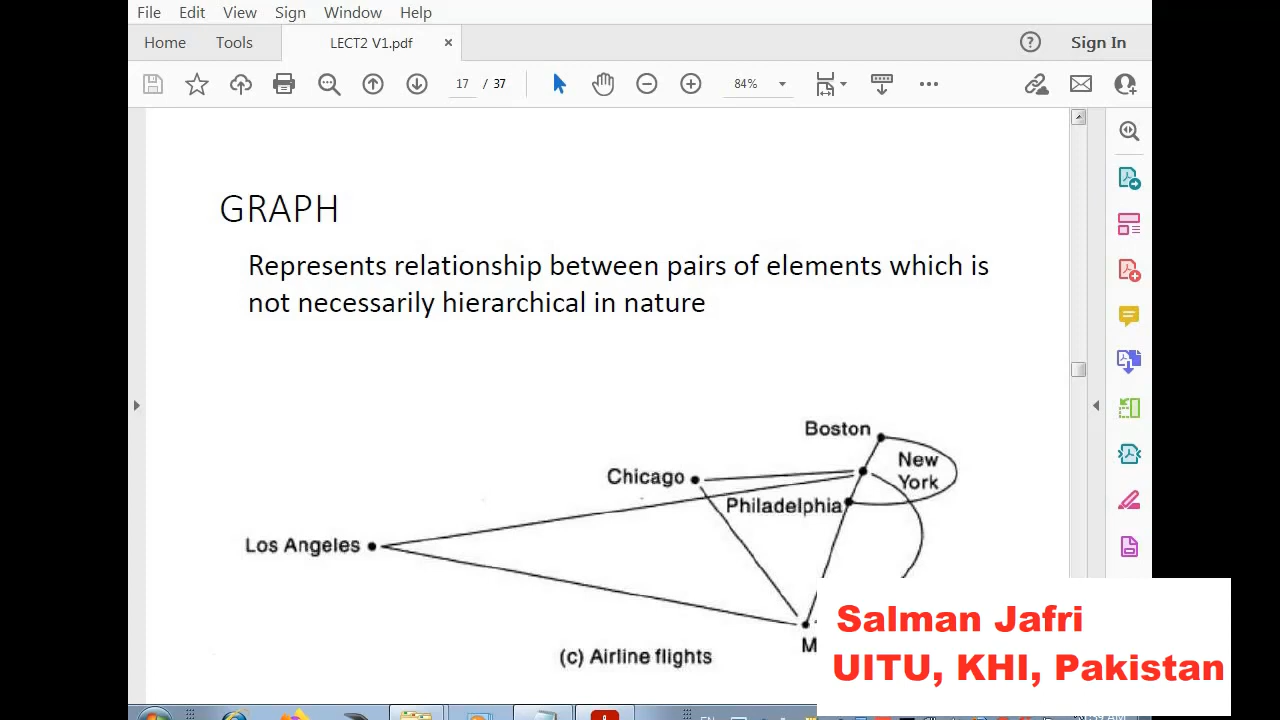 File Edit View Sign Window Help
Home Tools LECT2 V1.pdf × Sign In
17 / 37 84%
GRAPH
Represents relationship between pairs of elements which is
not necessarily hierarchical in nature
Boston
New
York
Chicago
Philadelphia
Los Angeles
M
(c) Airline flights
Salman Jafri
UITU, KHI, Pakistan
EN